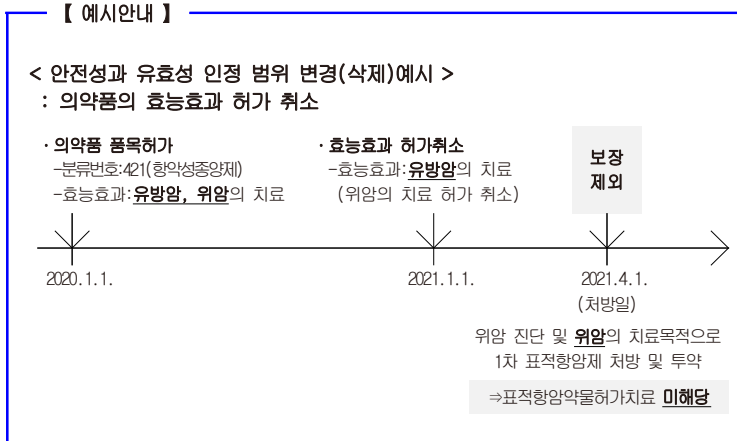 【 예시안내 】
< 안전성과 유효성 인정 범위 변경(삭제)예시 >
: 의약품의 효능효과 허가 취소
· 의약품 품목허가
-분류번호:421(항악성종양제)
-효능효과:유방암, 위암의 치료
· 효능효과 허가취소
-효능효과:유방암의 치료
(위암의 치료 허가 취소)
보장
제외
2020.1.1.
2021.1.1.
2021.4.1.
(처방일)
위암 진단 및 위암의 치료목적으로
1차 표적항암제 처방 및 투약
⇒표적항암약물허가치료 미해당